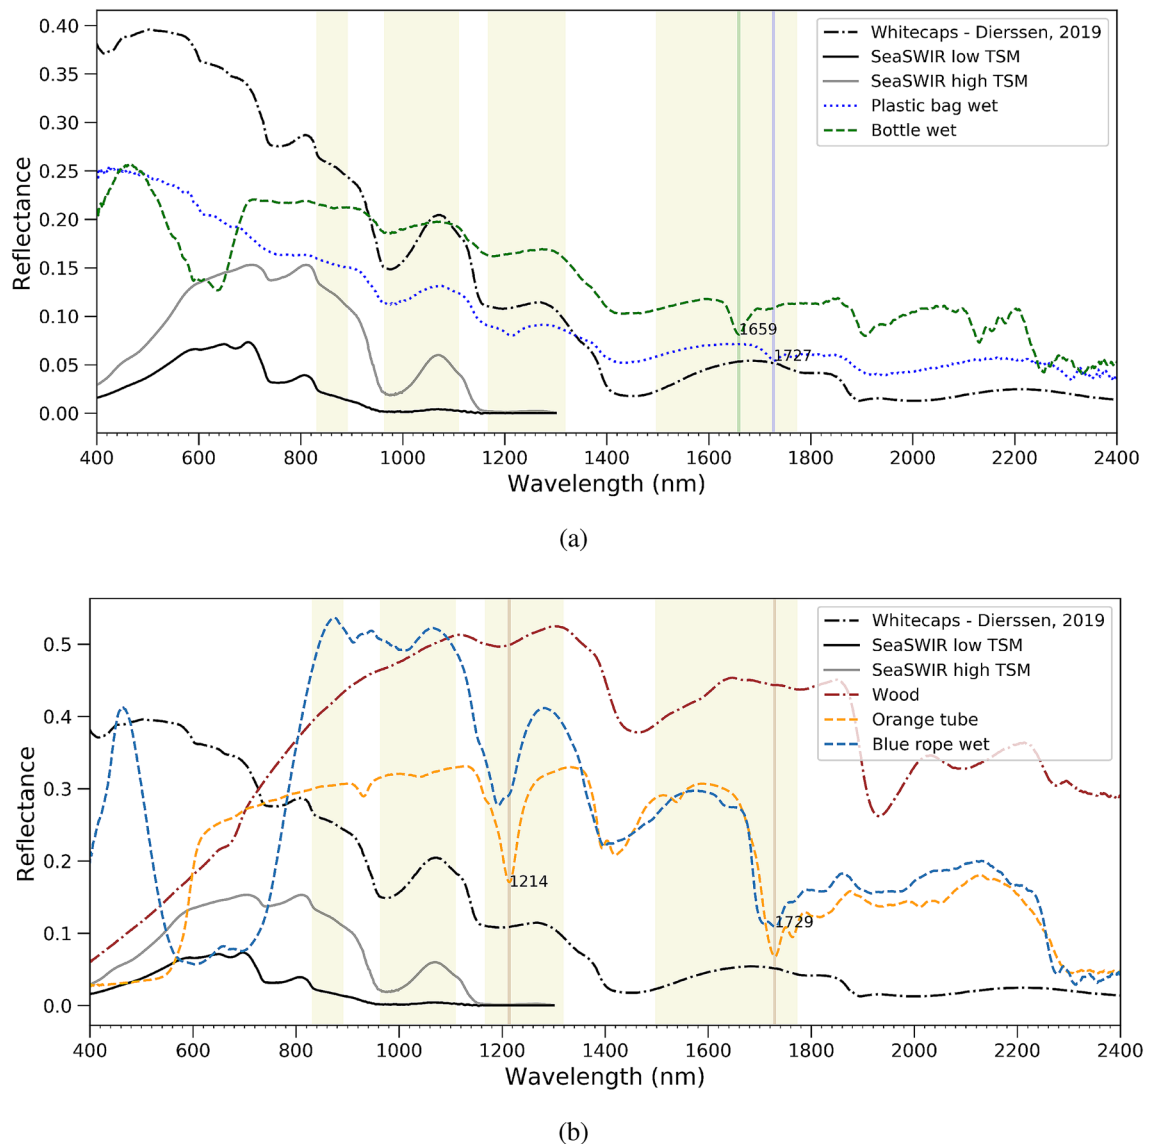 0.40
0.35
0.30
0.25
0.20
0.15
0.10
0.05
0.00
Reflectance
Whitecaps - Dierssen, 2019
SeaSWIR low TSM
SeaSWIR high TSM
Plastic bag wet
Bottle wet
1659
1727
400 600 800 1000 1200 1400 1600 1800 2000 2200 2400
Wavelength (nm)
(a)
0.5
0.4
0.3
0.2
0.1
0.0
Reflectance
Whitecaps - Dierssen, 2019
SeaSWIR low TSM
SeaSWIR high TSM
Wood
Orange tube
Blue rope wet
1214
1729
400 600 800 1000 1200 1400 1600 1800 2000 2200 2400
Wavelength (nm)
(b)